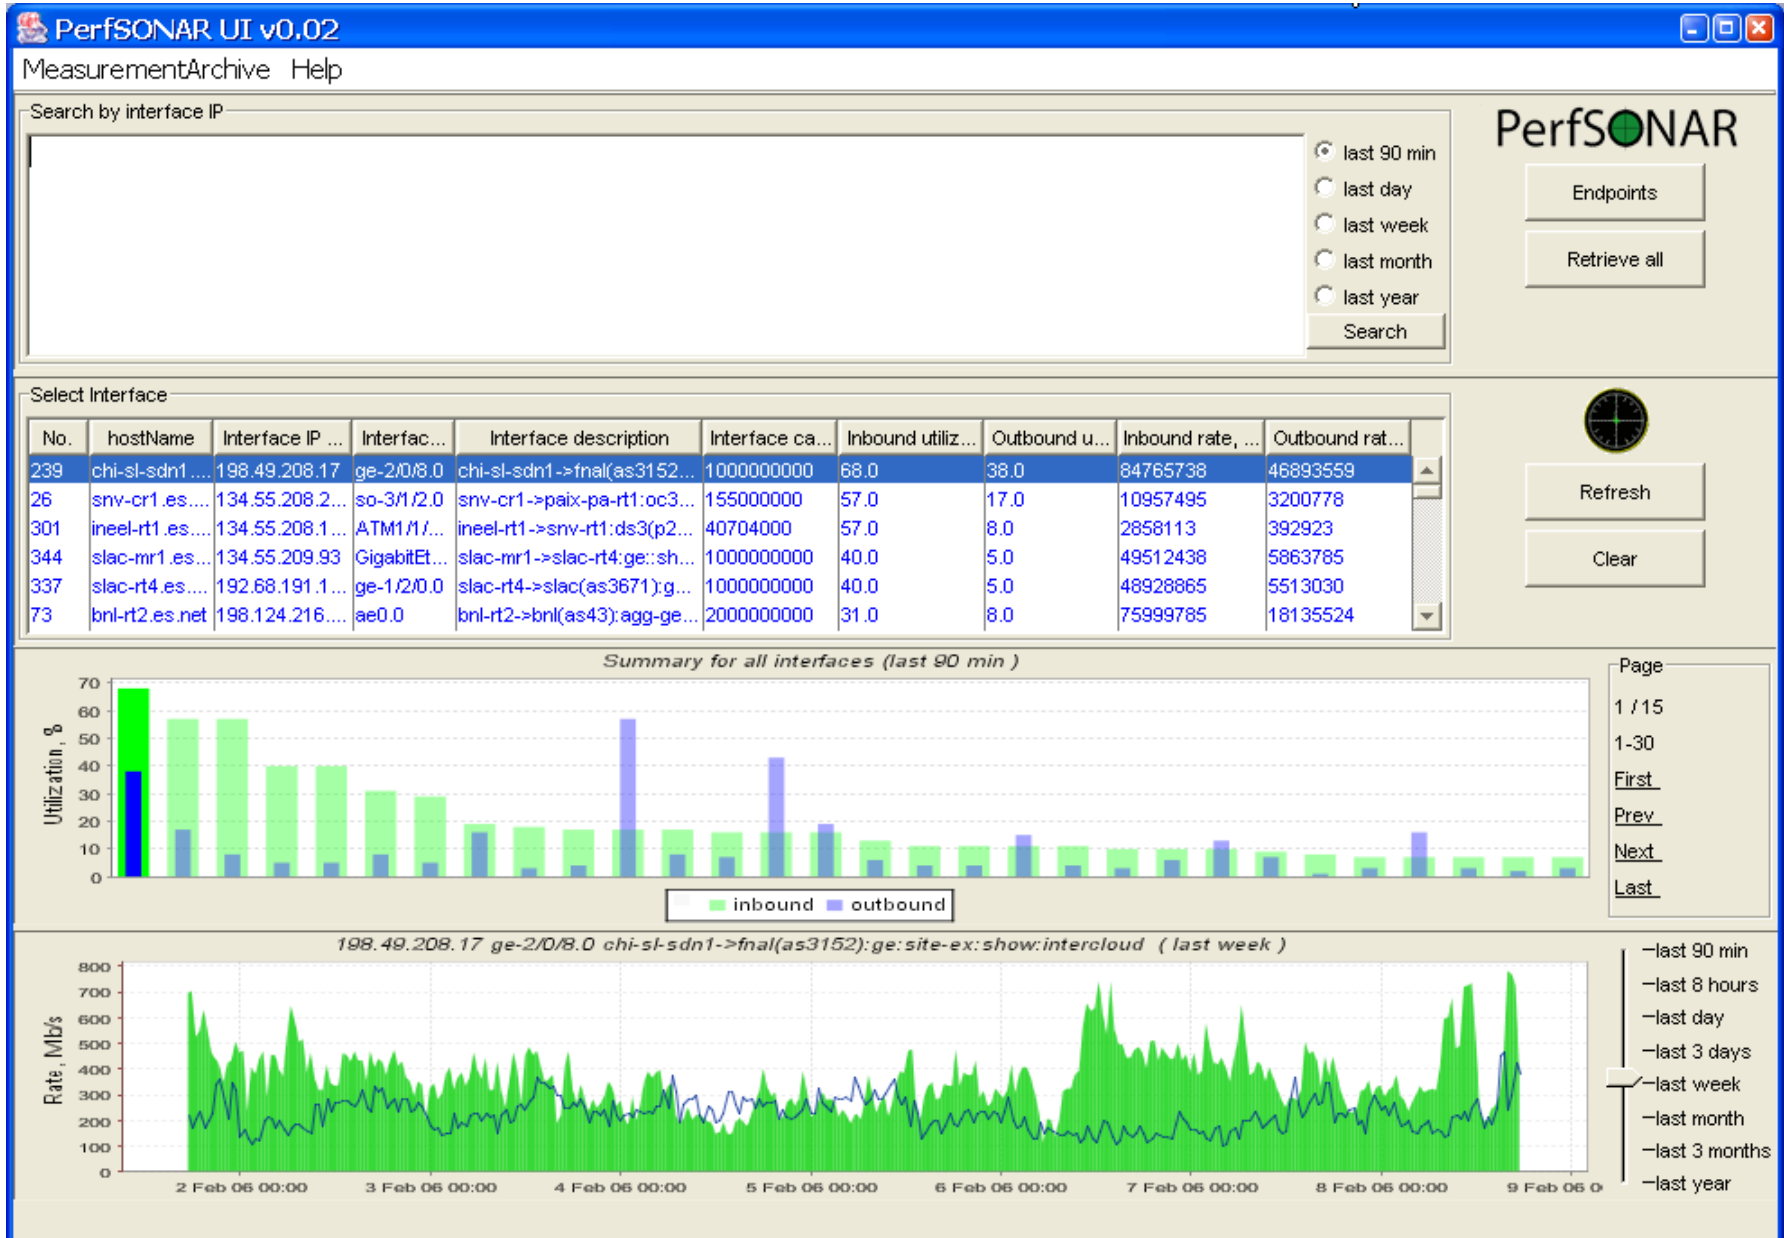 PerfSONAR UI v0.02
MeasurementArchive Help
Search by interface IP
last 90 min
last day
last week
last month
last year
Search
PerfSONAR
Endpoints
Retrieve all
Select Interface
No. hostName Interface IP ... Interfac... Interface description Interface ca... Inbound utiliz... Outbound u... Inbound rate, ... Outbound rat...
239 chi-sl-sdn1.... 198.49.208.17 ge-2/0/8.0 chi-sl-sdn1->fnal(as3152... 1000000000 68.0 38.0 84765738 46893559
26 snv-cr1.es.... 134.55.208.2... so-3/1/2.0 snv-cr1->paix-pa-rt1:oc3... 155000000 57.0 17.0 10957495 3200778
301 ineel-rt1.es.... 134.55.208.1... ATM1/1/... ineel-rt1->snv-rt1:ds3(p2... 40704000 57.0 8.0 2858113 392923
344 slac-mr1.es... 134.55.209.93 GigabitEt... slac-mr1->slac-rt4:ge::sh... 1000000000 40.0 5.0 49512438 5863785
337 slac-rt4.es.... 192.68.191.1... ge-1/2/0.0 slac-rt4->slac(as3671):g... 1000000000 40.0 5.0 48928865 5513030
73 bnl-rt2.es.net 198.124.216.... ae0.0 bnl-rt2->bnl(as43):agg-ge... 2000000000 31.0 8.0 75999785 18135524
Refresh
Clear
Summary for all interfaces (last 90 min )
Utilization, %
70
60
50
40
30
20
10
0
inbound outbound
Page
1 / 15
1-30
First
Prev
Next
Last
198.49.208.17 ge-2/0/8.0 chi-sl-sdn1->fnal(as3152):ge:site-ex:show:intercloud ( last week )
Rate, Mb/s
800
700
600
500
400
300
200
100
0
2 Feb 06 00:00 3 Feb 06 00:00 4 Feb 06 00:00 5 Feb 06 00:00 6 Feb 06 00:00 7 Feb 06 00:00 8 Feb 06 00:00 9 Feb 06 0
last 90 min
last 8 hours
last day
last 3 days
last week
last month
last 3 months
last year